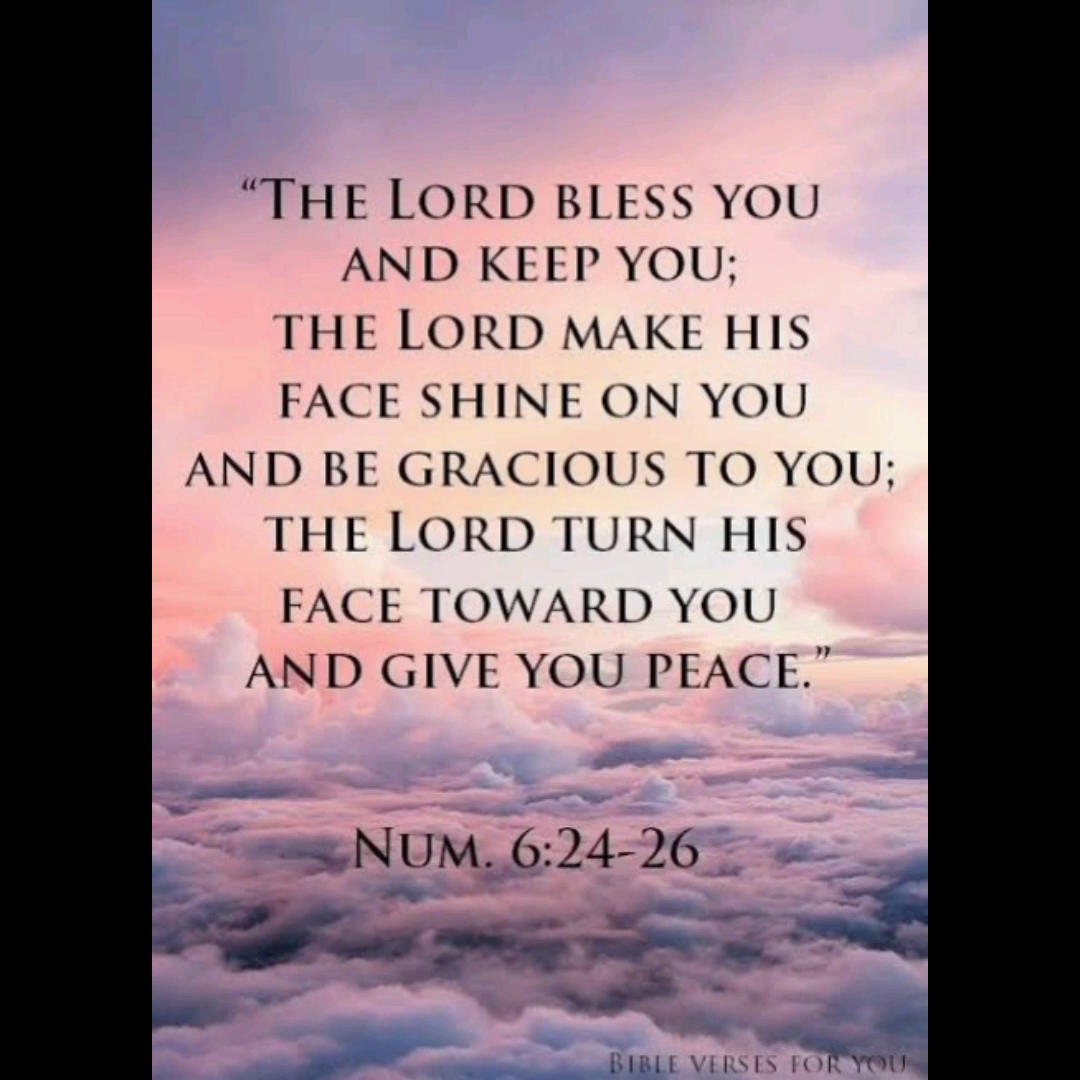 “The Lord bless you
and keep you;
the Lord make his
face shine on you
and be gracious to you;
the Lord turn his
face toward you
and give you peace.”
Num. 6:24-26
Bible verses for you